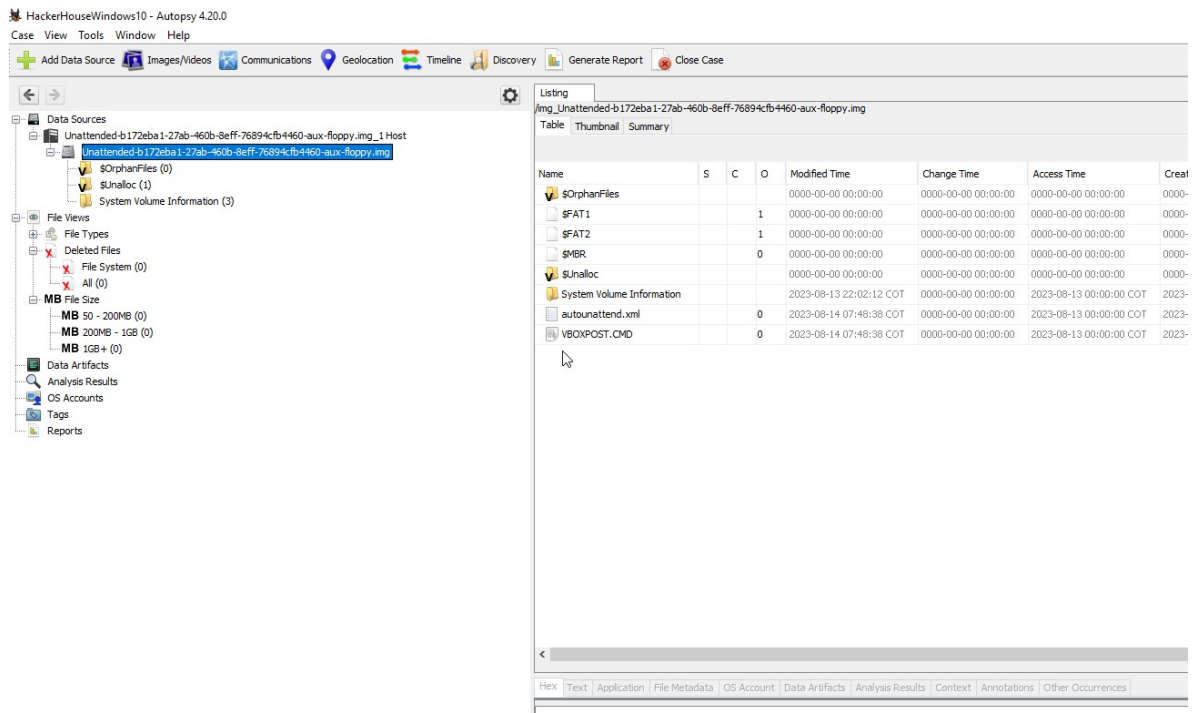 HackerHouseWindows10 - Autopsy 4.20.0
Case View Tools Window Help
Add Data Source Images/Videos Communications Geolocation Timeline Discovery Generate Report Close Case
Data Sources
Unattended-b172eba1-27ab-460b-8eff-76894cfb4460-aux-floppy.img_1 Host
Unattended-b172eba1-27ab-460b-8eff-76894cfb4460-aux-floppy.img
$OrphanFiles (0)
$Unalloc (1)
System Volume Information (3)
File Views
File Types
Deleted Files
File System (0)
All (0)
MB File Size
MB 50 - 200MB (0)
MB 200MB - 1GB (0)
MB 1GB+ (0)
Data Artifacts
Analysis Results
OS Accounts
Tags
Reports
Listing
/img_Unattended-b172eba1-27ab-460b-8eff-76894cfb4460-aux-floppy.img
Table Thumbnail Summary
Name S C O Modified Time Change Time Access Time Creat
$OrphanFiles 0000-00-00 00:00:00 0000-00-00 00:00:00 0000-00-00 00:00:00 0000-
$FAT1 1 0000-00-00 00:00:00 0000-00-00 00:00:00 0000-00-00 00:00:00 0000-
$FAT2 1 0000-00-00 00:00:00 0000-00-00 00:00:00 0000-00-00 00:00:00 0000-
$MBR 0 0000-00-00 00:00:00 0000-00-00 00:00:00 0000-00-00 00:00:00 0000-
$Unalloc 0000-00-00 00:00:00 0000-00-00 00:00:00 0000-00-00 00:00:00 0000-
System Volume Information 2023-08-13 22:02:12 COT 0000-00-00 00:00:00 2023-08-13 00:00:00 COT 2023-
autounattend.xml 0 2023-08-14 07:48:38 COT 0000-00-00 00:00:00 2023-08-13 00:00:00 COT 2023-
VBOXPOST.CMD 0 2023-08-14 07:48:38 COT 0000-00-00 00:00:00 2023-08-13 00:00:00 COT 2023-
Hex Text Application File Metadata OS Account Data Artifacts Analysis Results Context Annotations Other Occurrences